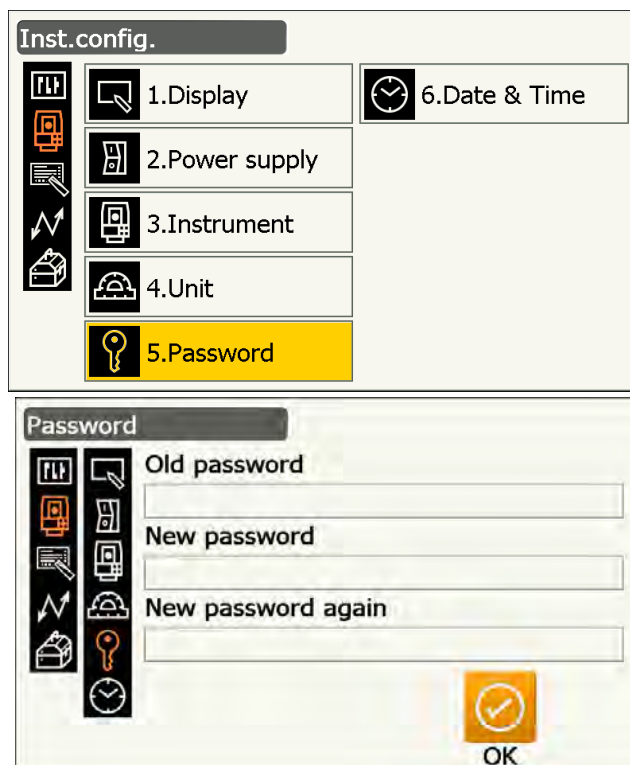 Inst.config.
1.Display
6.Date & Time
2.Power supply
3.Instrument
4.Unit
5.Password
Password
Old password
New password
New password again
OK